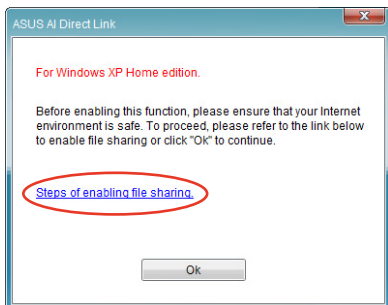 ASUS AI Direct Link
For Windows XP Home edition.
Before enabling this function, please ensure that your Internet
environment is safe. To proceed, please refer to the link below
to enable file sharing or click "Ok" to continue.
Steps of enabling file sharing.
Ok